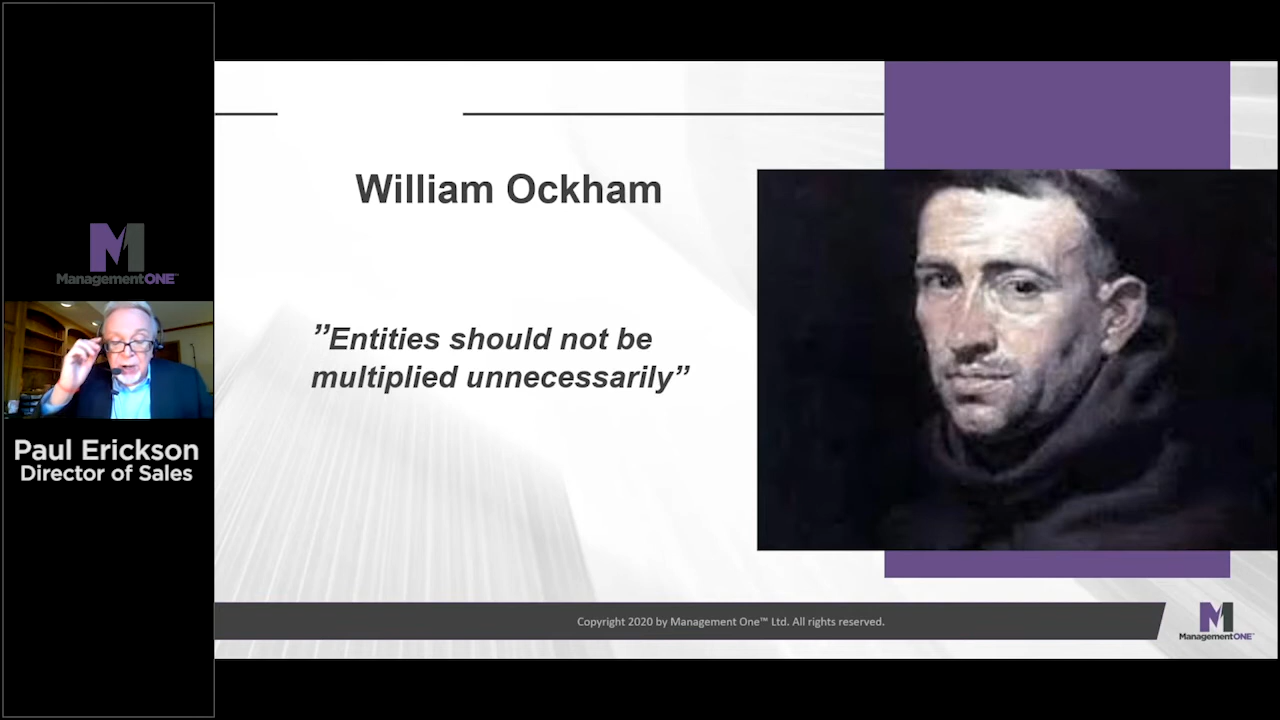 ManagementONE™
Paul Erickson
Director of Sales
William Ockham
”Entities should not be
multiplied unnecessarily”
Copyright 2020 by Management One™ Ltd. All rights reserved.
ManagementONE™